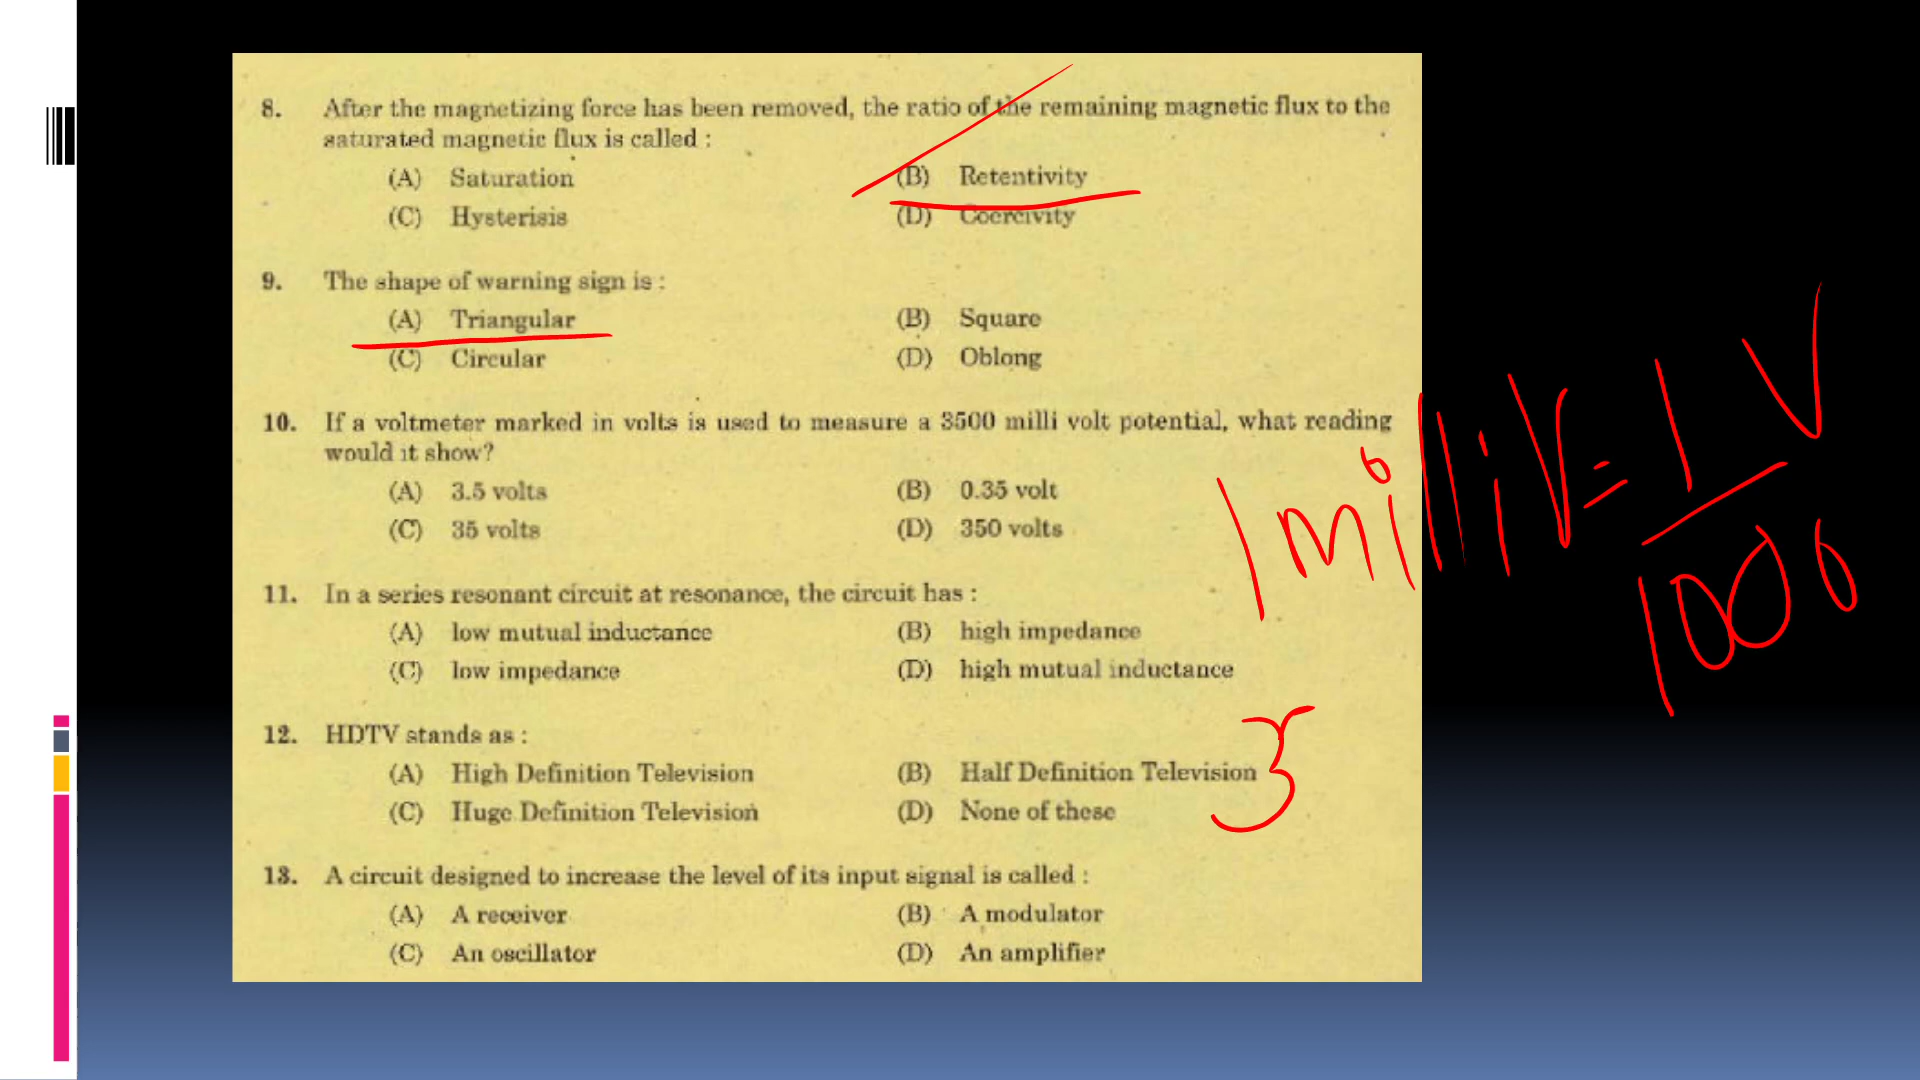 8. After the magnetizing force has been removed, the ratio of the remaining magnetic flux to the
saturated magnetic flux is called :
(A) Saturation (B) Retentivity
(C) Hysterisis (D) Coercivity
9. The shape of warning sign is :
(A) Triangular (B) Square
(C) Circular (D) Oblong
10. If a voltmeter marked in volts is used to measure a 3500 milli volt potential, what reading
would it show?
(A) 3.5 volts (B) 0.35 volt
(C) 35 volts (D) 350 volts
1 milli V = 1 V
1000
11. In a series resonant circuit at resonance, the circuit has :
(A) low mutual inductance (B) high impedance
(C) low impedance (D) high mutual inductance
3
12. HDTV stands as :
(A) High Definition Television (B) Half Definition Television
(C) Huge Definition Television (D) None of these
13. A circuit designed to increase the level of its input signal is called :
(A) A receiver (B) A modulator
(C) An oscillator (D) An amplifier